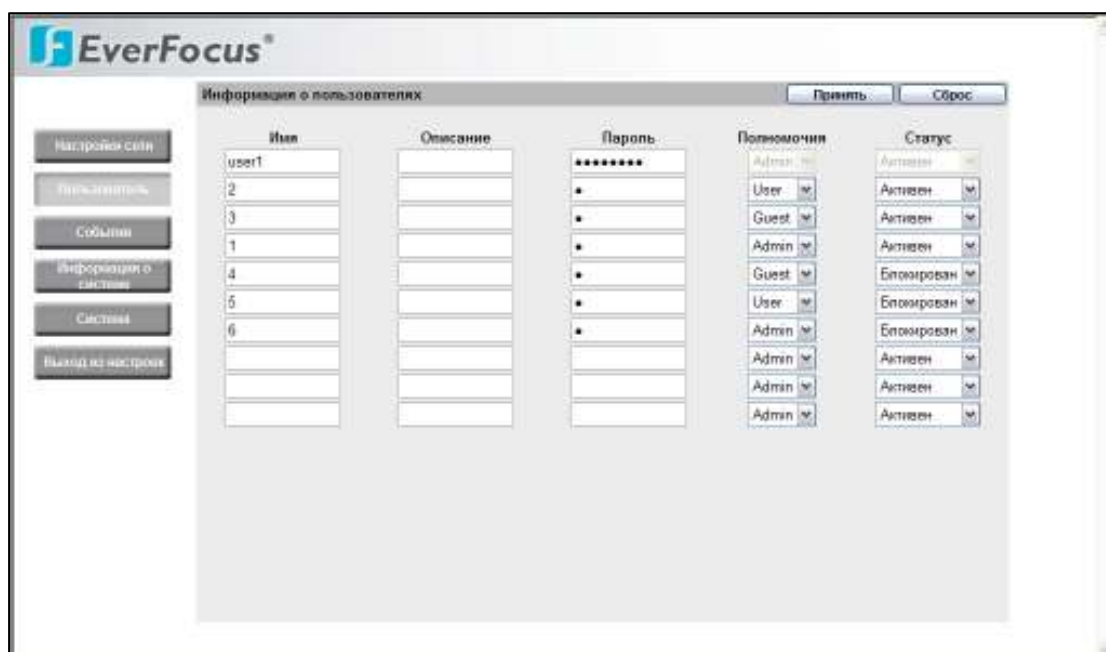 EverFocus®
Информация о пользователях Принять Сброс
Настройки сети
Пользователь
События
Информация о системе
Система
Выход из настроек
Имя Описание Пароль Полномочия Статус
user1 •••••••• Admin Активен
2 • User Активен
3 • Guest Активен
1 • Admin Активен
4 • Guest Блокирован
5 • User Блокирован
6 • Admin Блокирован
Admin Активен
Admin Активен
Admin Активен